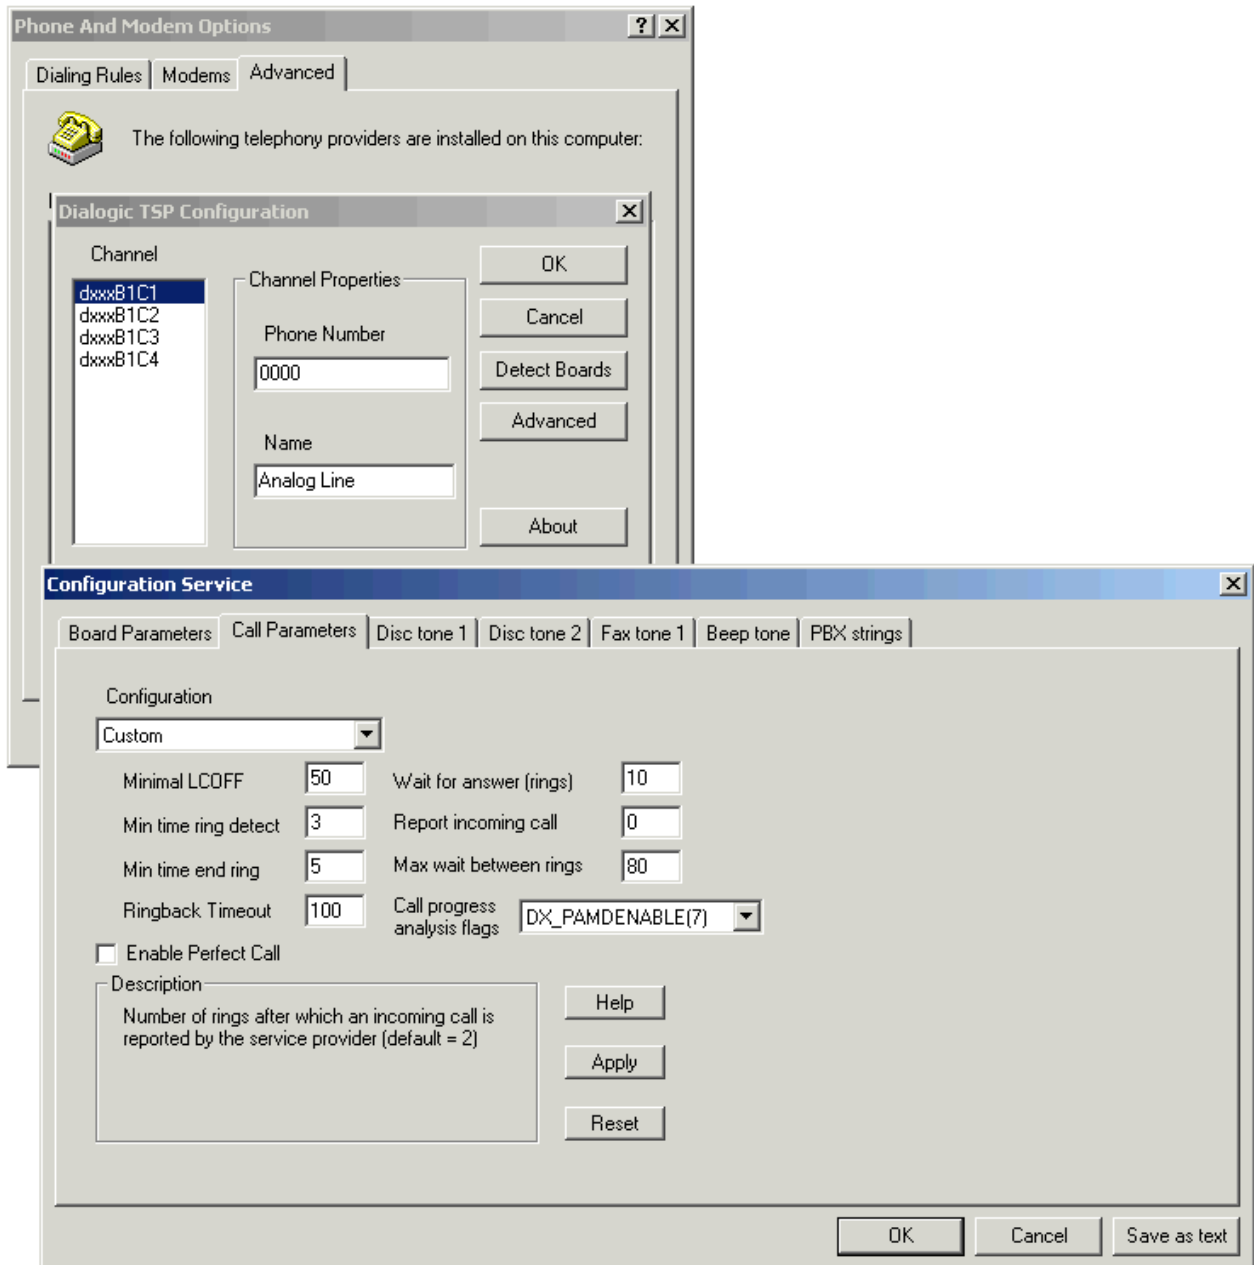 Phone And Modem Options
Dialing Rules
Modems
Advanced
The following telephony providers are installed on this computer:
Dialogic TSP Configuration
Channel
dxxxB1C1
dxxxB1C2
dxxxB1C3
dxxxB1C4
Channel Properties
Phone Number
0000
Name
Analog Line
OK
Cancel
Detect Boards
Advanced
About
Configuration Service
Board Parameters
Call Parameters
Disc tone 1
Disc tone 2
Fax tone 1
Beep tone
PBX strings
Configuration
Custom
Minimal LCOFF 50
Wait for answer (rings) 10
Min time ring detect 3
Report incoming call 0
Min time end ring 5
Max wait between rings 80
Ringback Timeout 100
Call progress
analysis flags
DX_PAMDENABLE(7)
Enable Perfect Call
Description
Number of rings after which an incoming call is
reported by the service provider (default = 2)
Help
Apply
Reset
OK
Cancel
Save as text